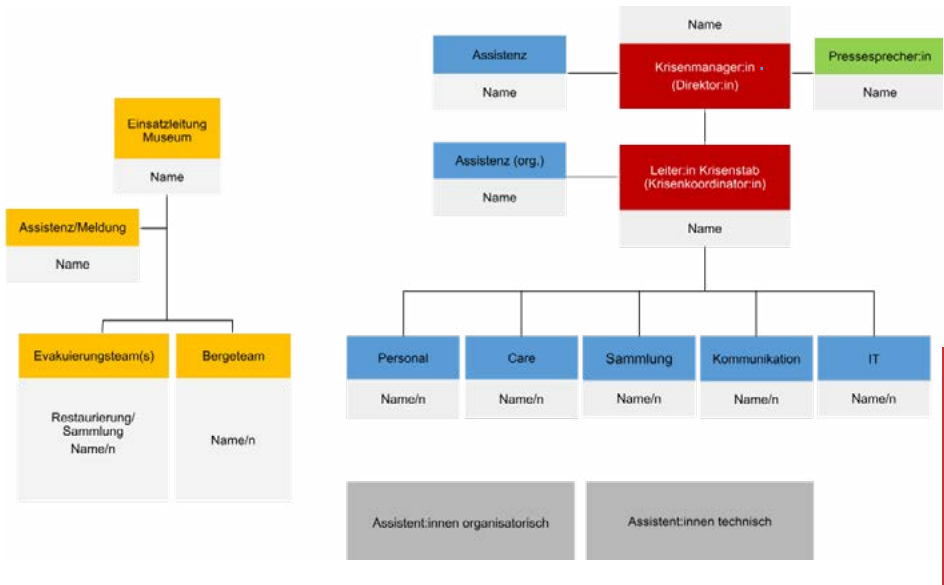 Einsatzleitung
Museum
Name
Assistenz/Meldung
Name
Evakuierungsteam(s)
Restaurierung/
Sammlung
Name/n
Bergeteam
Name/n
Name
Krisenmanager:in
(Direktor:in)
Assistenz
Name
Pressesprecher:in
Name
Assistenz (org.)
Name
Leiter:in Krisenstab
(Krisenkoordinator:in)
Name
Personal
Name/n
Care
Name/n
Sammlung
Name/n
Kommunikation
Name/n
IT
Name/n
Assistent:innen organisatorisch
Assistent:innen technisch